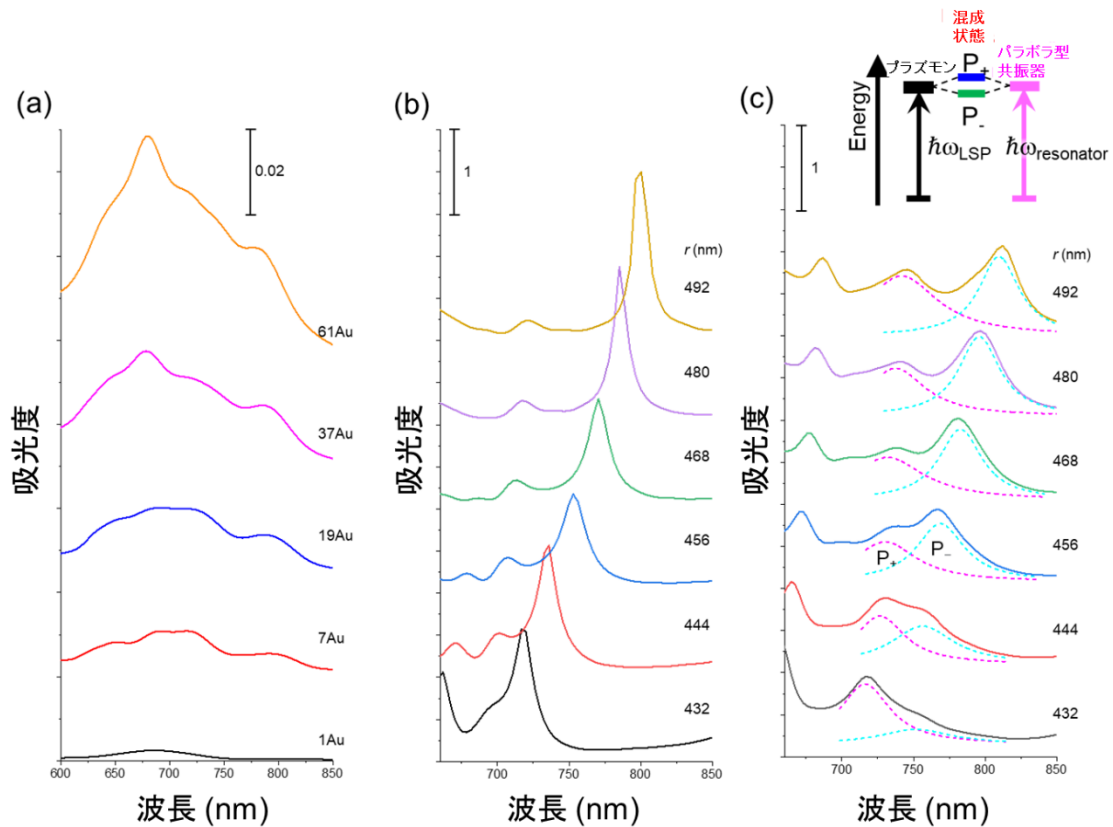 (a)
0.02
61Au
37Au
19Au
7Au
1Au
吸光度
600 650 700 750 800 850
波長 (nm)
(b)
1
r (nm)
492
480
468
456
444
432
吸光度
700 750 800 850
波長 (nm)
(c)
1
混成
状態
プラズモン
P+
パラボラ型
共振器
P-
Energy
ħωLSP
ħωresonator
r (nm)
492
480
468
P+
P-
456
444
432
吸光度
700 750 800 850
波長 (nm)